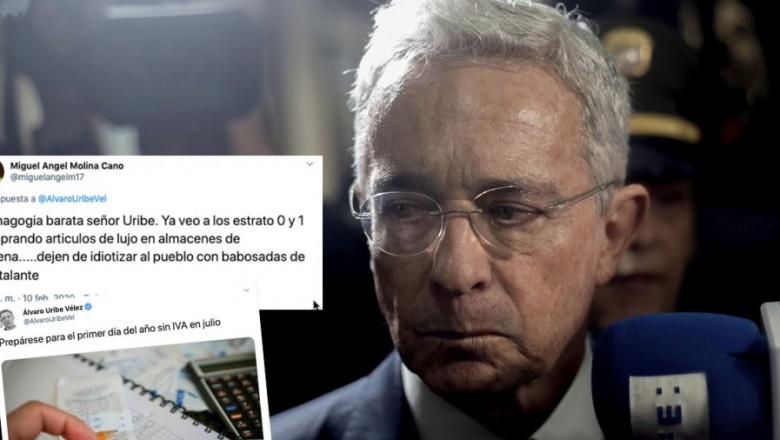 Miguel Angel Molina Cano
@miguelangelm17
puesta a @AlvaroUribeVel
nagogia barata señor Uribe. Ya veo a los estrato 0 y 1
prando articulos de lujo en almacenes de
ena.....dejen de idiotizar al pueblo con babosadas de
talante
. m. · 10 feb. 2020
Álvaro Uribe Vélez
@AlvaroUribeVel
Prepárese para el primer día del año sin IVA en julio